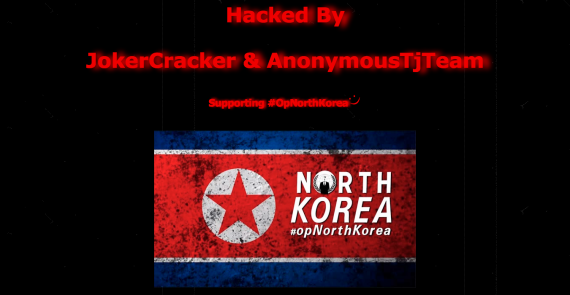 Hacked By
JokerCracker & AnonymousTjTeam
Supporting #OpNorthKorea
NORTH
KOREA
#opNorthKorea